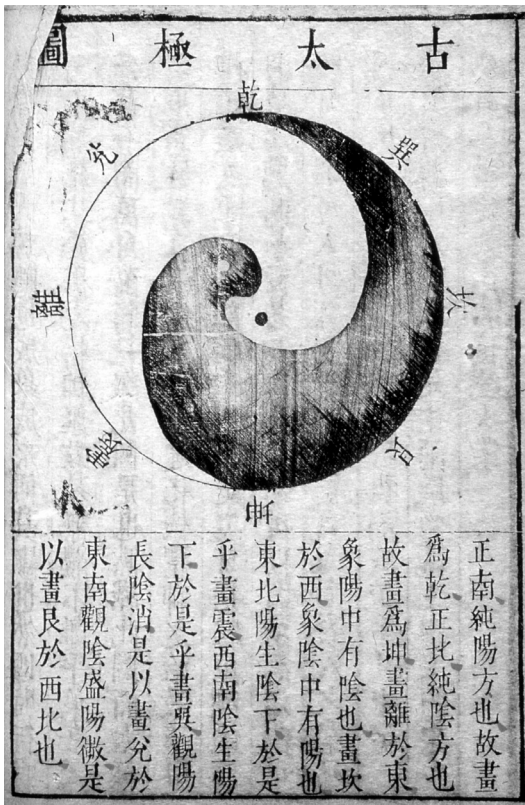 古太極圖
乾
巽
坎
艮
坤
震
離
兌
正南純陽方也故畫
爲乾正北純陰方也
故畫爲坤畫離於東
象陽中有陰也畫坎
於西象陰中有陽也
東北陽生陰下於是
乎畫震西南陰生陽
下於是乎畫巽觀陽
長陰消是以畫兌於
東南觀陰盛陽微是
以畫艮於西北也